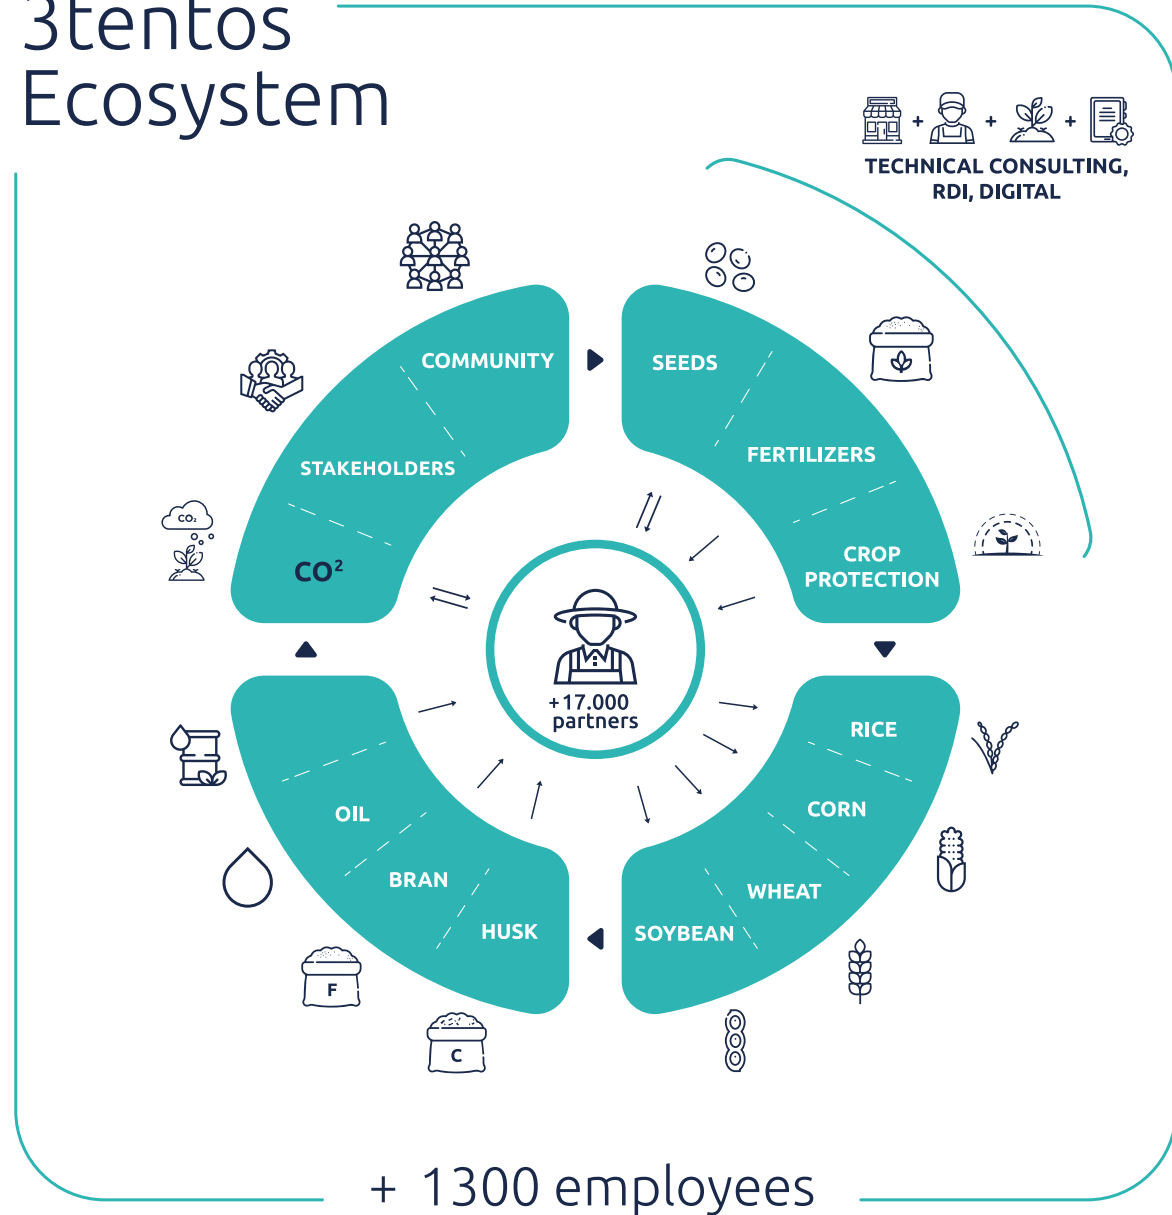 3tentos
Ecosystem
+ + +
TECHNICAL CONSULTING,
RDI, DIGITAL
COMMUNITY
SEEDS
STAKEHOLDERS
FERTILIZERS
CO₂
CO²
CROP
PROTECTION
+17.000
partners
RICE
CORN
OIL
BRAN
WHEAT
HUSK
SOYBEAN
F
C
+ 1300 employees